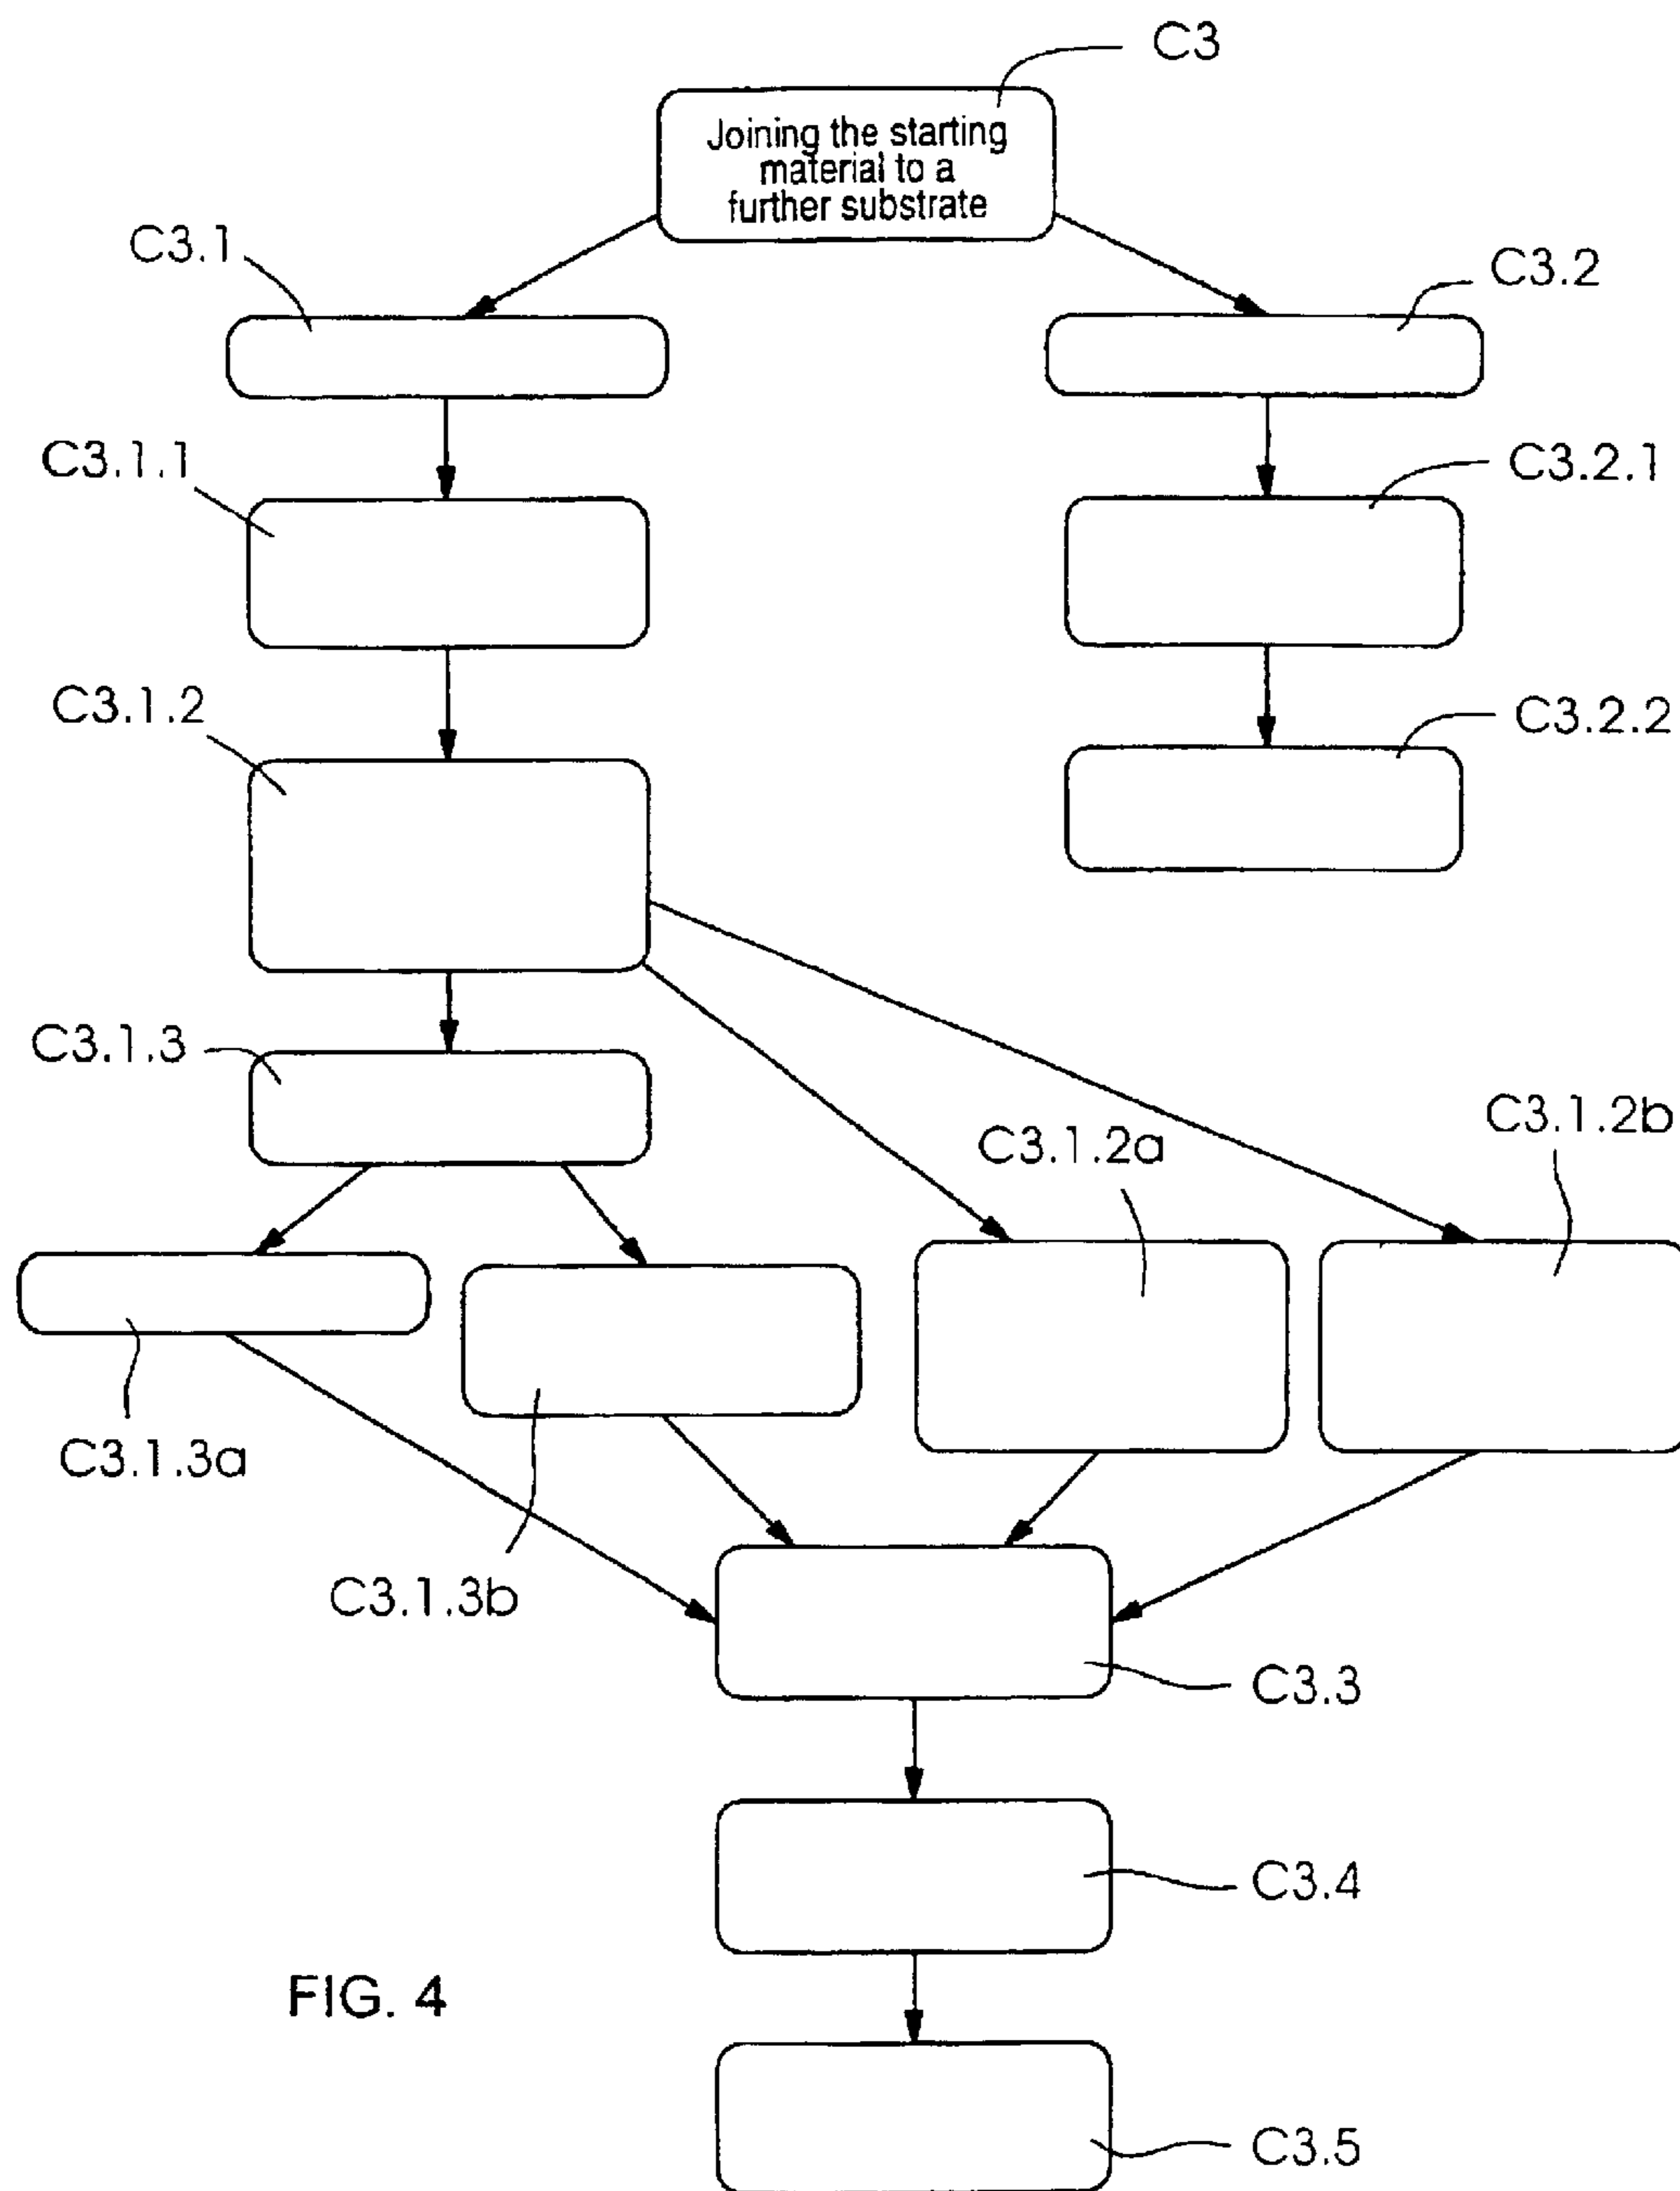 C3
Joining the starting
material to a
further substrate
C3.1
C3.2
C3.1.1
C3.2.1
C3.1.2
C3.2.2
C3.1.3
C3.1.2b
C3.1.2a
C3.1.3a
C3.1.3b
C3.3
C3.4
FIG. 4
C3.5